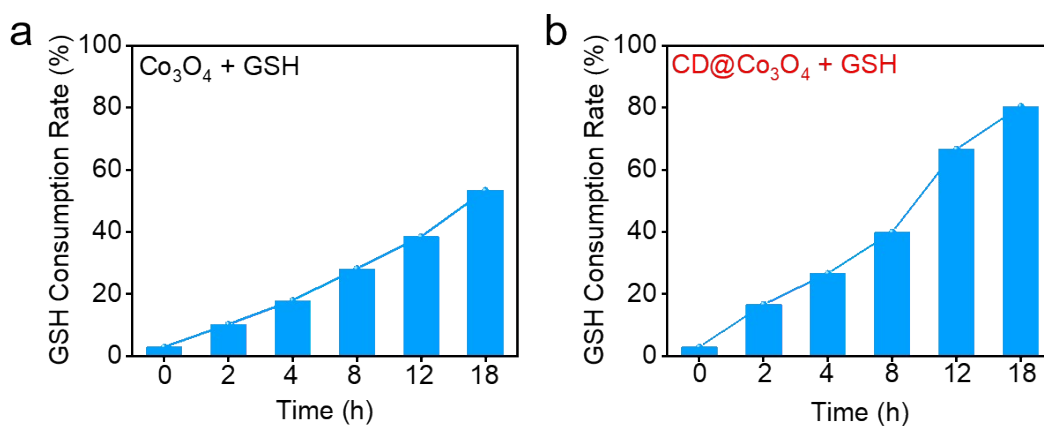 a
Co₃O₄ + GSH
GSH Consumption Rate (%)
100
80
60
40
20
0
0 2 4 8 12 18
Time (h)
b
CD@Co₃O₄ + GSH
GSH Consumption Rate (%)
100
80
60
40
20
0
0 2 4 8 12 18
Time (h)